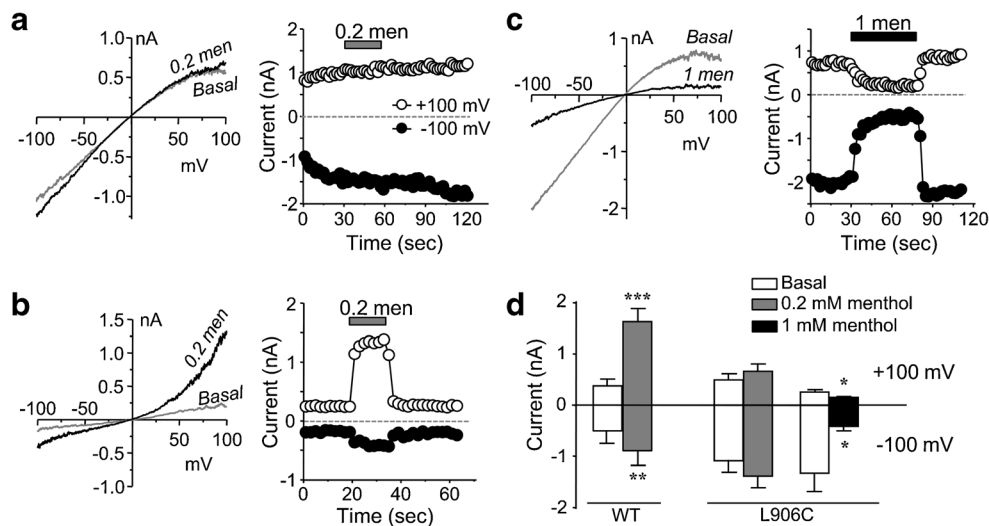 a
nA
1.0
0.5
-100
-50
50
100
mV
-0.5
-1.0
0.2 men
Basal
0.2 men
Current (nA)
2
1
0
-1
-2
+100 mV
-100 mV
0
30
60
90
120
Time (sec)
c
nA
1
-100
-50
50
100
mV
-1
-2
Basal
1 men
1 men
Current (nA)
1
0
-1
-2
0
30
60
90
120
Time (sec)
b
nA
1.5
1.0
0.5
-100
-50
50
100
mV
-0.5
-1.0
0.2 men
Basal
0.2 men
Current (nA)
2
1
0
-1
0
20
40
60
Time (sec)
d
Basal
0.2 mM menthol
1 mM menthol
Current (nA)
2
1
0
-1
-2
***
**
*
*
+100 mV
-100 mV
WT
L906C